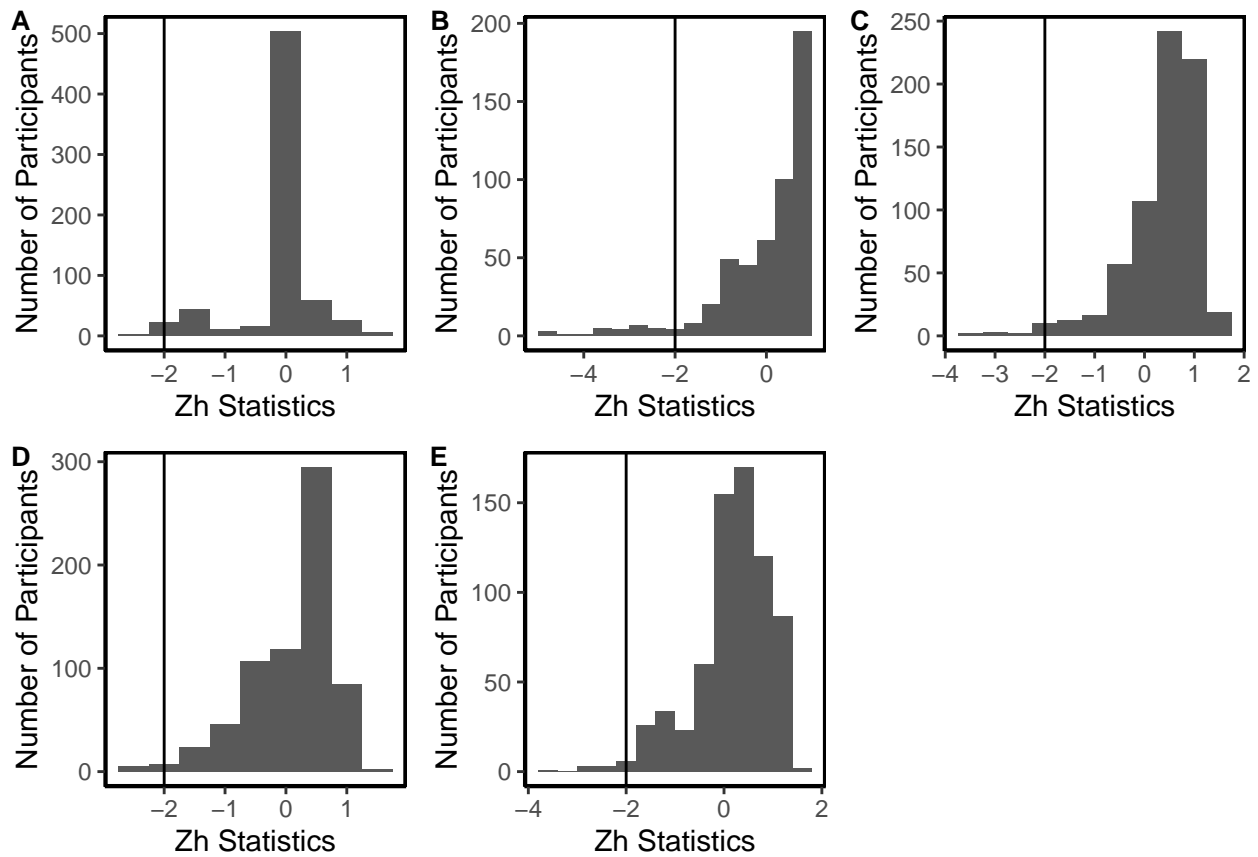 A
Number of Participants
500
400
300
200
100
0
−2 −1 0 1
Zh Statistics
B
Number of Participants
200
150
100
50
0
−4 −2 0
Zh Statistics
C
Number of Participants
250
200
150
100
50
0
−4 −3 −2 −1 0 1 2
Zh Statistics
D
Number of Participants
300
200
100
0
−2 −1 0 1
Zh Statistics
E
Number of Participants
150
100
50
0
−4 −2 0 2
Zh Statistics